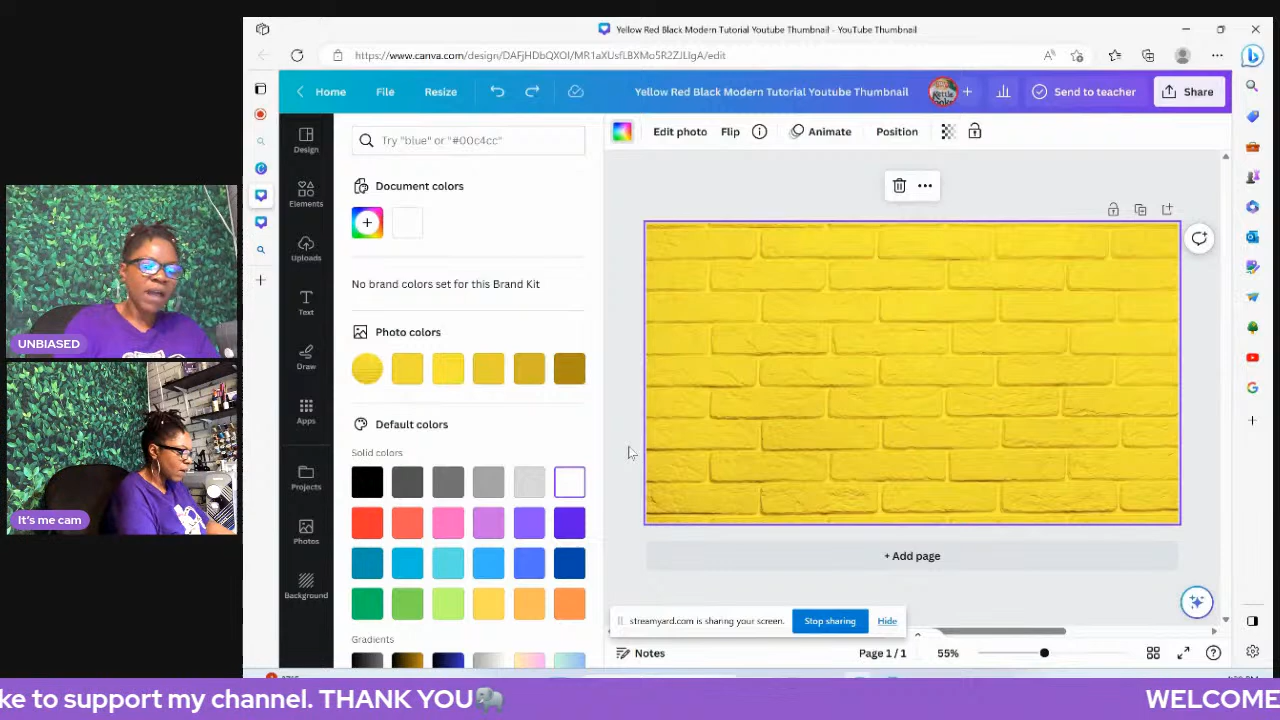 Yellow Red Black Modern Tutorial Youtube Thumbnail - YouTube Thumbnail
https://www.canva.com/design/DAFjHDbQXOI/MR1aXUsfLBXMo5R2ZJLIgA/edit
Home File Resize Yellow Red Black Modern Tutorial Youtube Thumbnail Send to teacher Share
Try "blue" or "#00c4cc" Edit photo Flip Animate Position
Design
Document colors
Elements
Uploads
No brand colors set for this Brand Kit
Text
Photo colors
Draw
Apps
Default colors
Solid colors
Projects
Photos
Background
Gradients
+ Add page
streamyard.com is sharing your screen. Stop sharing Hide
Notes Page 1 / 1 55%
UNBIASED
It's me cam
ke to support my channel. THANK YOU WELCOME